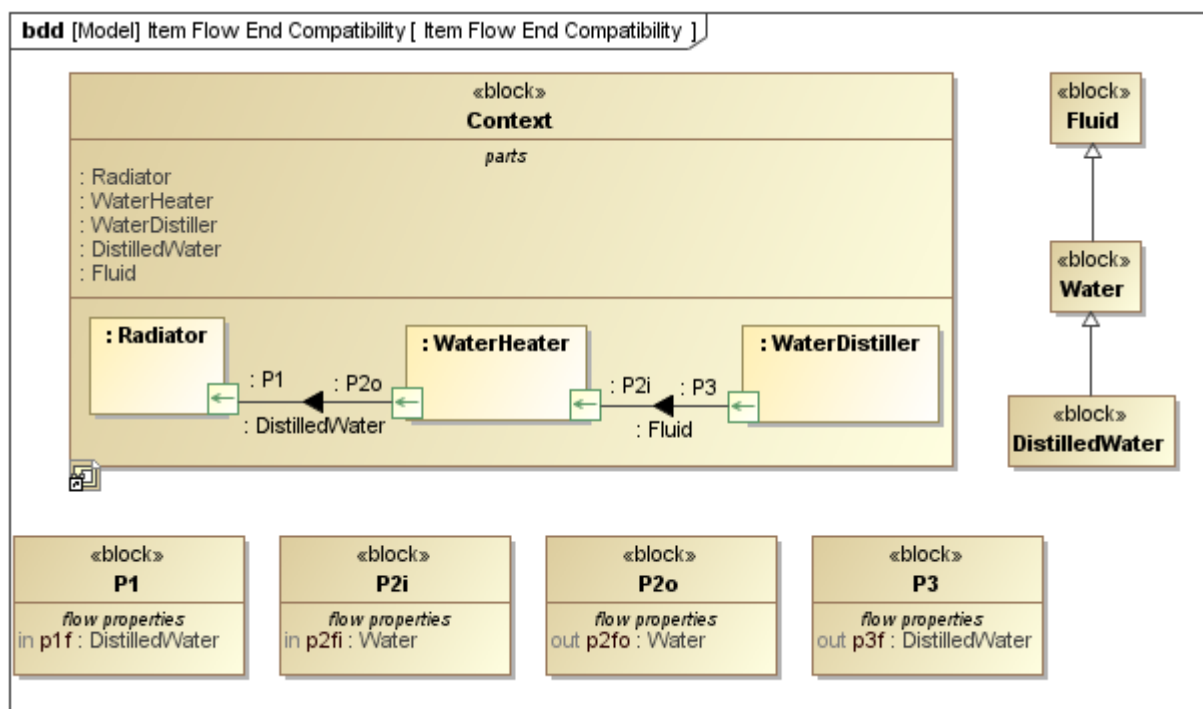 bdd [Model] Item Flow End Compatibility [ Item Flow End Compatibility ]
«block»
Context
parts
: Radiator
: WaterHeater
: WaterDistiller
: DistilledWater
: Fluid
: Radiator
: WaterHeater
: WaterDistiller
: P1
: P2o
: P2i
: P3
: DistilledWater
: Fluid
«block»
Fluid
«block»
Water
«block»
DistilledWater
«block»
P1
flow properties
in p1f : DistilledWater
«block»
P2i
flow properties
in p2fi : Water
«block»
P2o
flow properties
out p2fo : Water
«block»
P3
flow properties
out p3f : DistilledWater